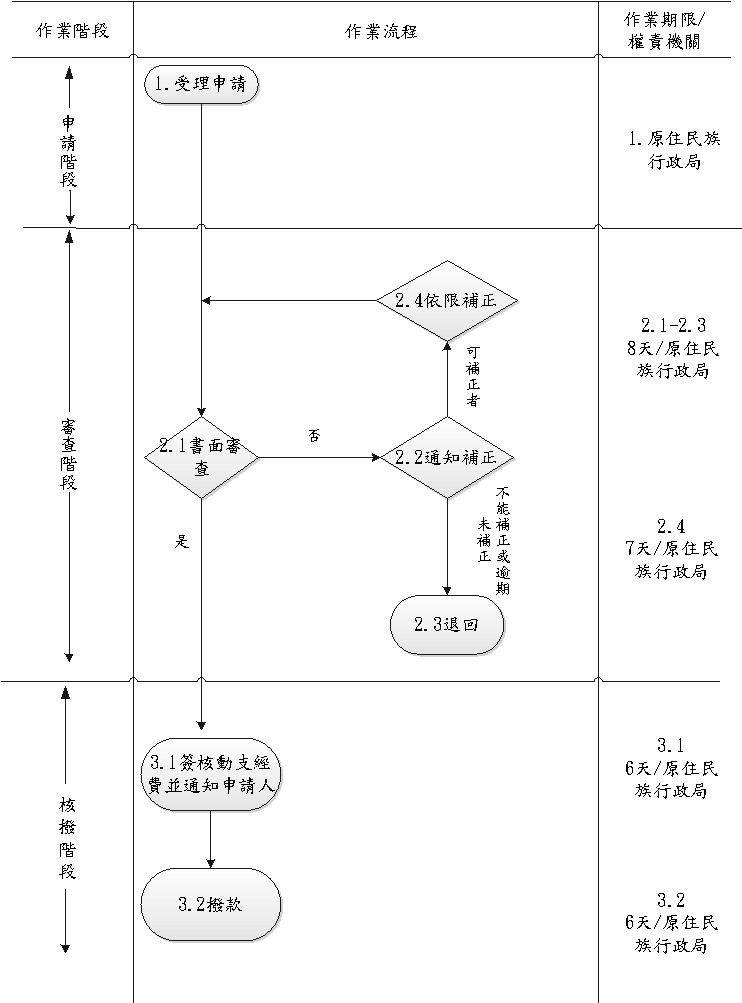 作業階段
作業流程
作業期限/
權責機關
1.受理申請
申請階段
1.原住民族
行政局
2.4依限補正
可補正者
2.1-2.3
8天/原住民
族行政局
2.1書面審
查
否
2.2通知補正
審查階段
是
不能補正或逾期
未補正
2.4
7天/原住民
族行政局
2.3退回
3.1簽核動支經
費並通知申請人
3.1
6天/原住民
族行政局
核撥階段
3.2撥款
3.2
6天/原住民
族行政局